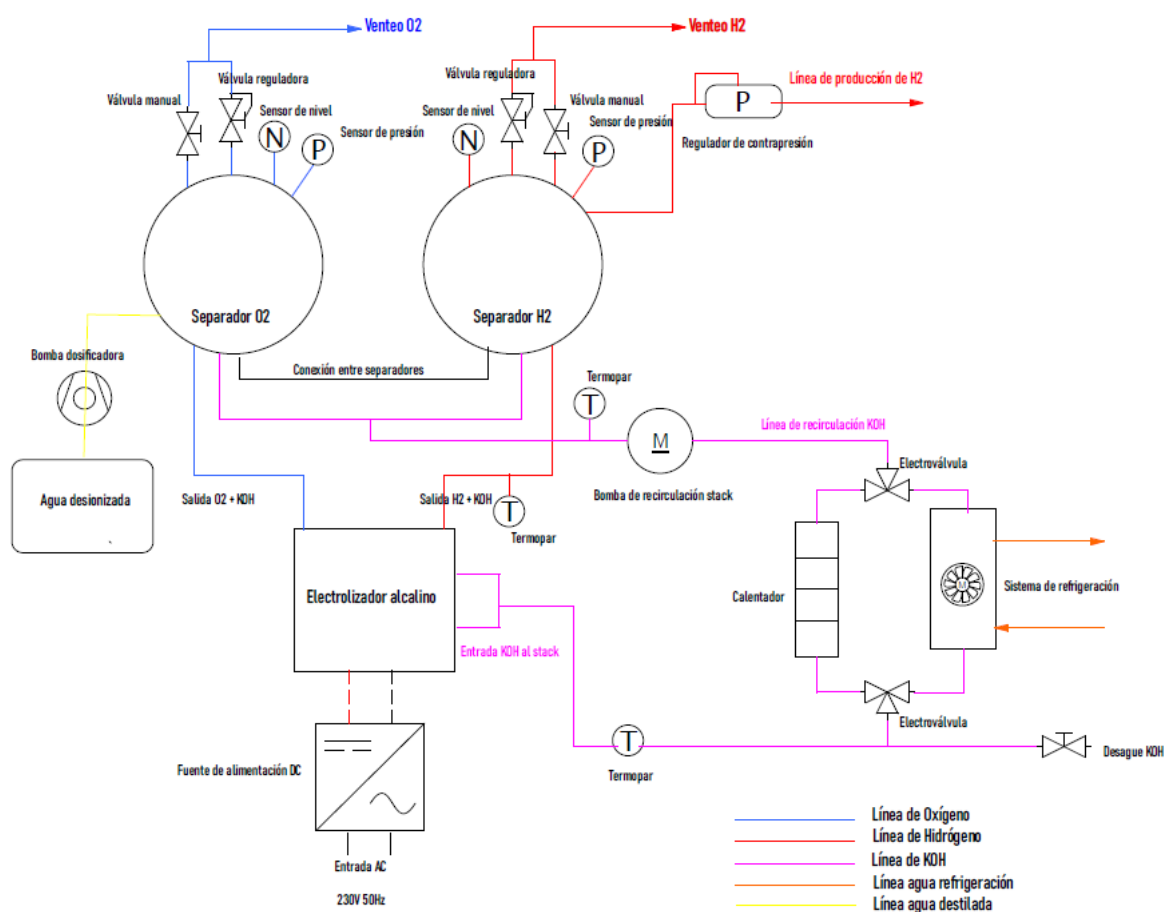 Venteo O2
Venteo H2
Válvula reguladora
Válvula manual
Sensor de nivel
N
Sensor de presión
P
Válvula reguladora
Sensor de nivel
N
Válvula manual
Sensor de presión
P
Línea de producción de H2
P
Regulador de contrapresión
Separador O2
Separador H2
Bomba dosificadora
Conexión entre separadores
Termopar
T
Línea de recirculación KOH
M
Bomba de recirculación stack
Electroválvula
Agua desionizada
Salida O2 + KOH
Salida H2 + KOH
T
Termopar
Electrolizador alcalino
Calentador
M
Sistema de refrigeración
Entrada KOH al stack
Electroválvula
T
Termopar
Desague KOH
Fuente de alimentación DC
Entrada AC
230V 50Hz
Línea de Oxígeno
Línea de Hidrógeno
Línea de KOH
Línea agua refrigeración
Línea agua destilada